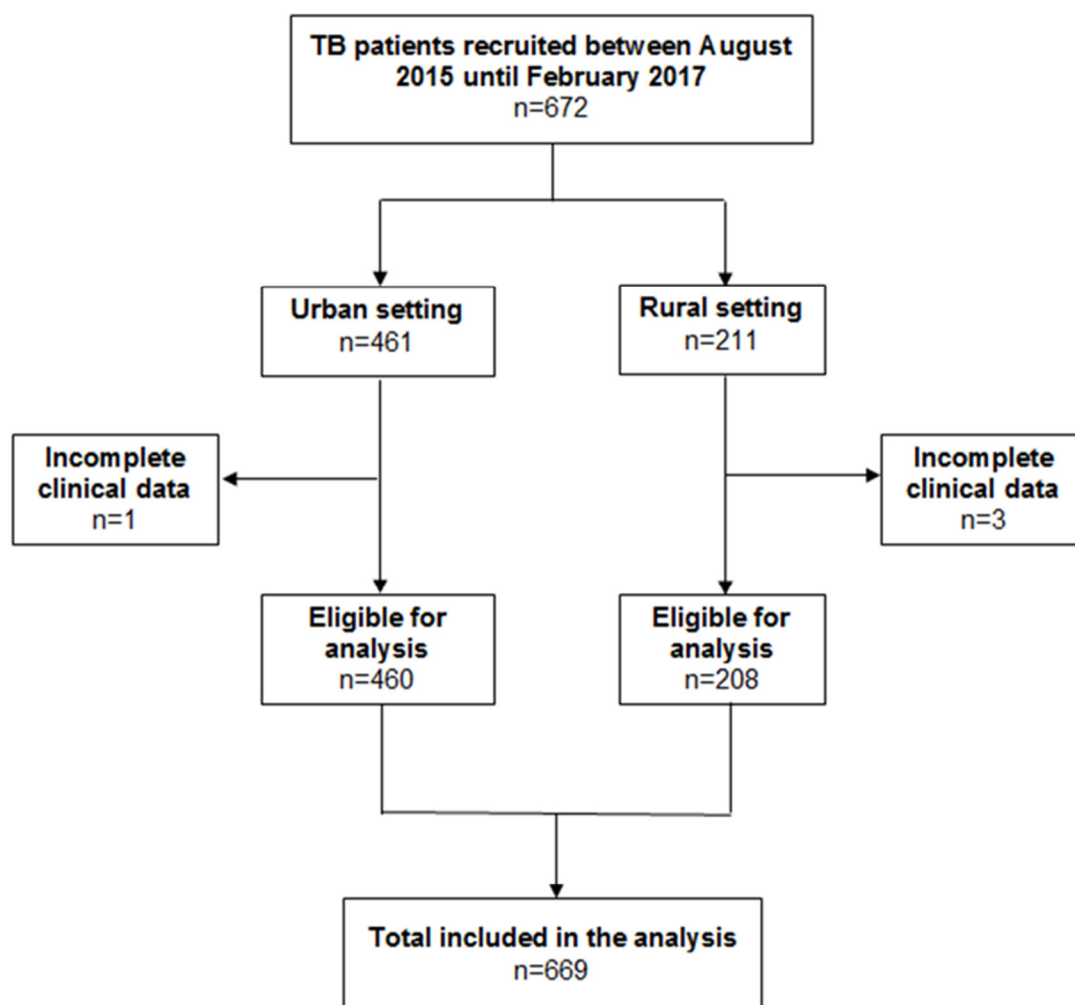 TB patients recruited between August
2015 until February 2017
n=672
Urban setting
n=461
Rural setting
n=211
Incomplete
clinical data
n=1
Incomplete
clinical data
n=3
Eligible for
analysis
n=460
Eligible for
analysis
n=208
Total included in the analysis
n=669